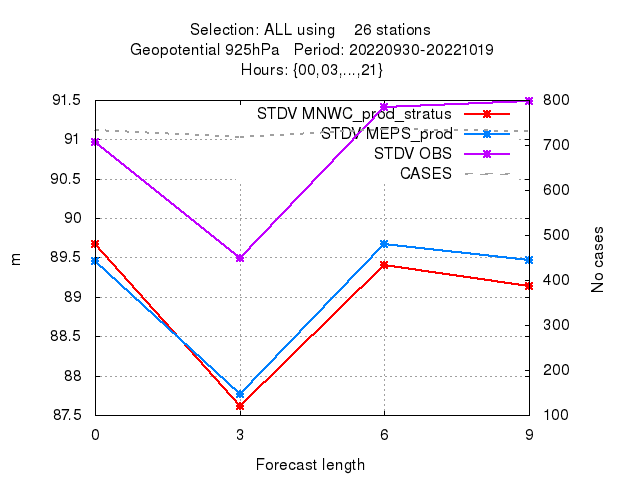 Selection: ALL using 26 stations
Geopotential 925hPa Period: 20220930-20221019
Hours: {00,03,...,21}
STDV MNWC_prod_stratus
STDV MEPS_prod
STDV OBS
CASES
91.5
91
90.5
90
89.5
89
88.5
88
87.5
m
800
700
600
500
400
300
200
100
No cases
0 3 6 9
Forecast length